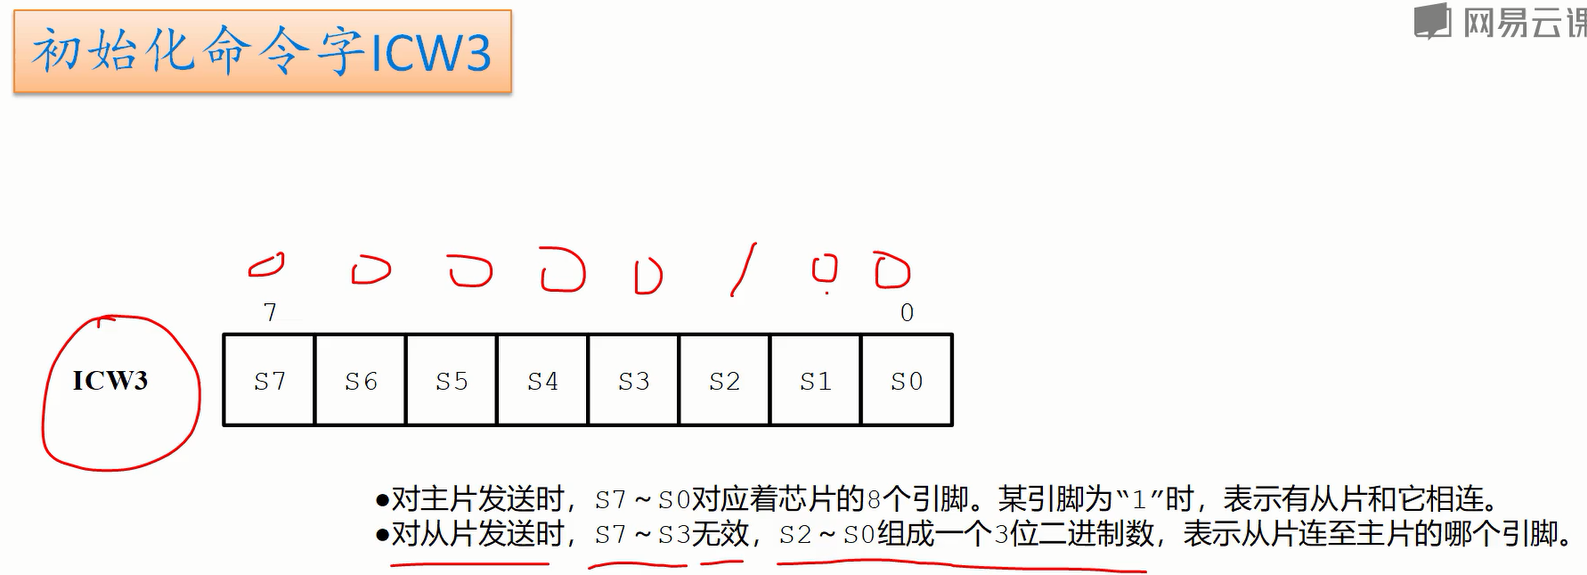 初始化命令字ICW3
网易云课
0 0 0 0 0 1 0 0
7 0
ICW3 S7 S6 S5 S4 S3 S2 S1 S0
●对主片发送时，S7～S0对应着芯片的8个引脚。某引脚为“1”时，表示有从片和它相连。
●对从片发送时，S7～S3无效，S2～S0组成一个3位二进制数，表示从片连至主片的哪个引脚。